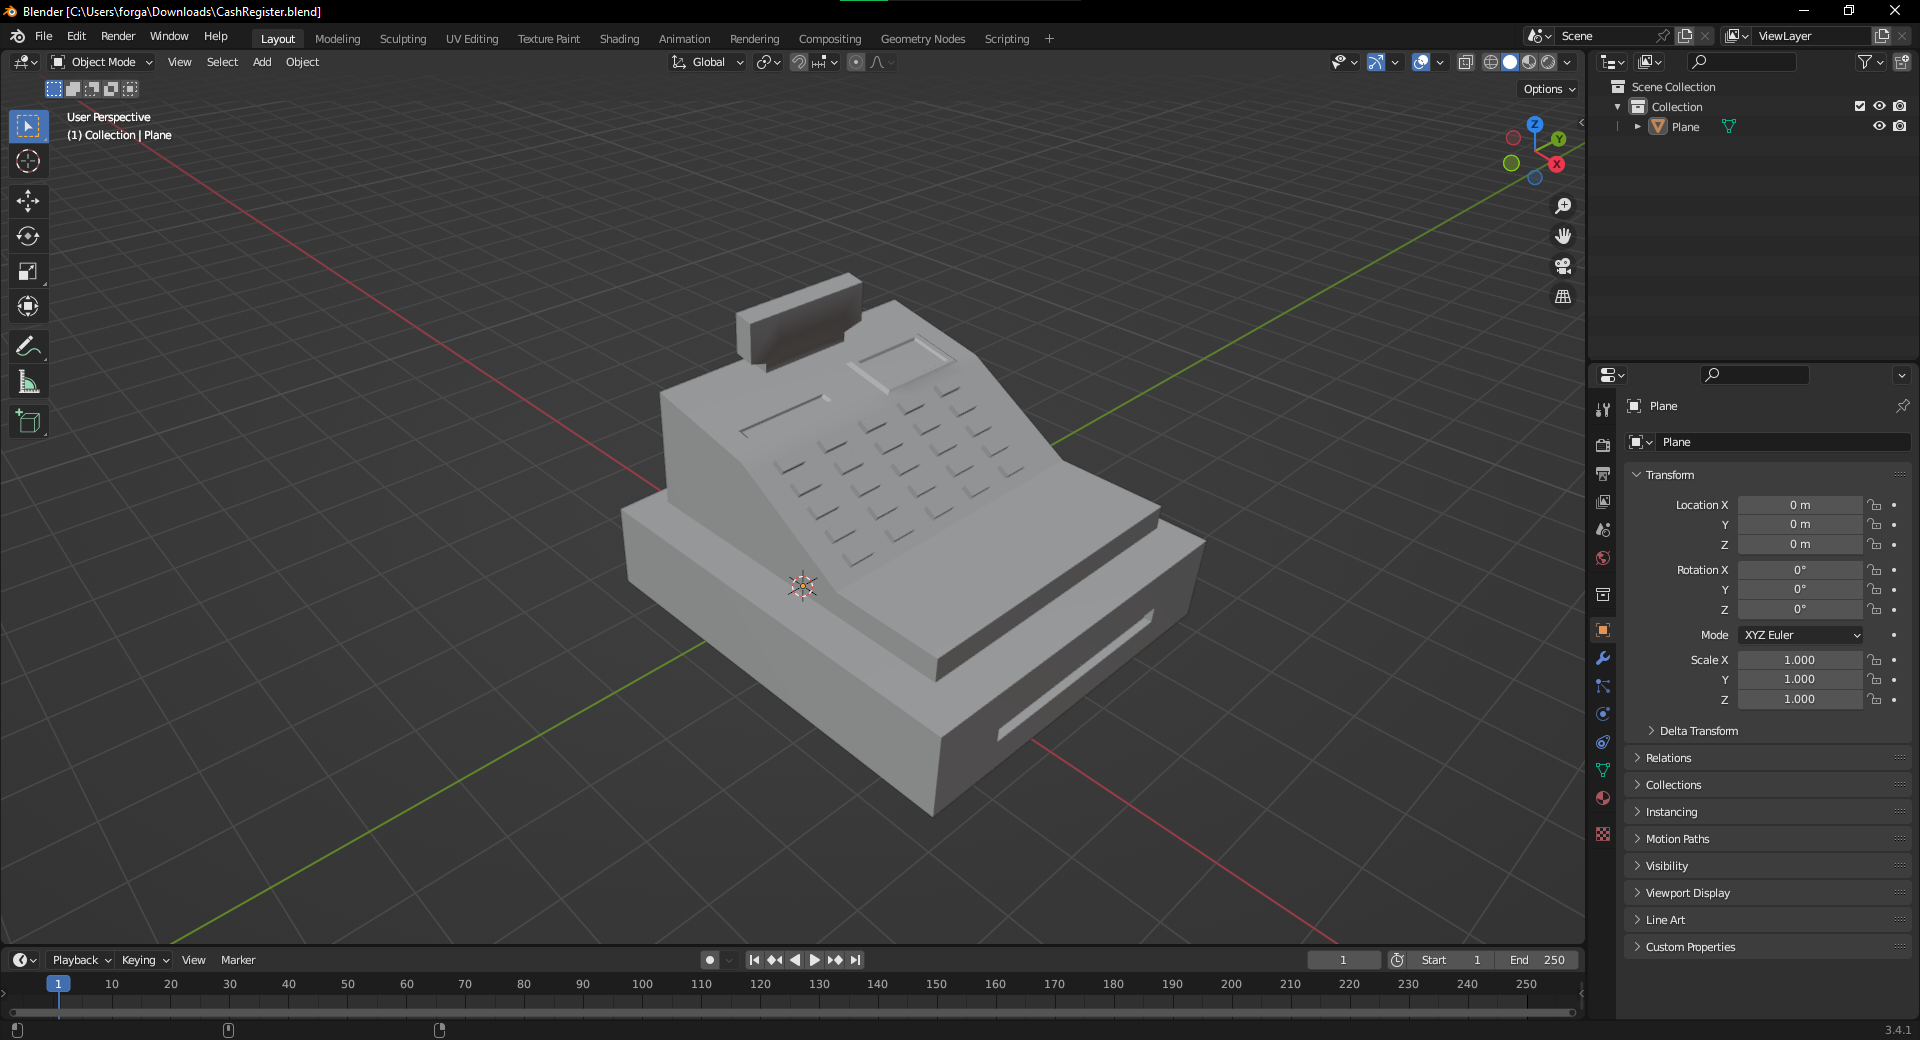 Blender [C:\Users\forga\Downloads\CashRegister.blend]
File Edit Render Window Help Layout Modeling Sculpting UV Editing Texture Paint Shading Animation Rendering Compositing Geometry Nodes Scripting + Scene ViewLayer
Object Mode View Select Add Object Global
Options
User Perspective
(1) Collection | Plane
Z
Y
X
Scene Collection
Collection
Plane
Plane
Plane
Transform
Location X 0 m
Y 0 m
Z 0 m
Rotation X 0°
Y 0°
Z 0°
Mode XYZ Euler
Scale X 1.000
Y 1.000
Z 1.000
Delta Transform
Relations
Collections
Instancing
Motion Paths
Visibility
Viewport Display
Line Art
Custom Properties
Playback Keying View Marker 1 Start 1 End 250
1 10 20 30 40 50 60 70 80 90 100 110 120 130 140 150 160 170 180 190 200 210 220 230 240 250
3.4.1